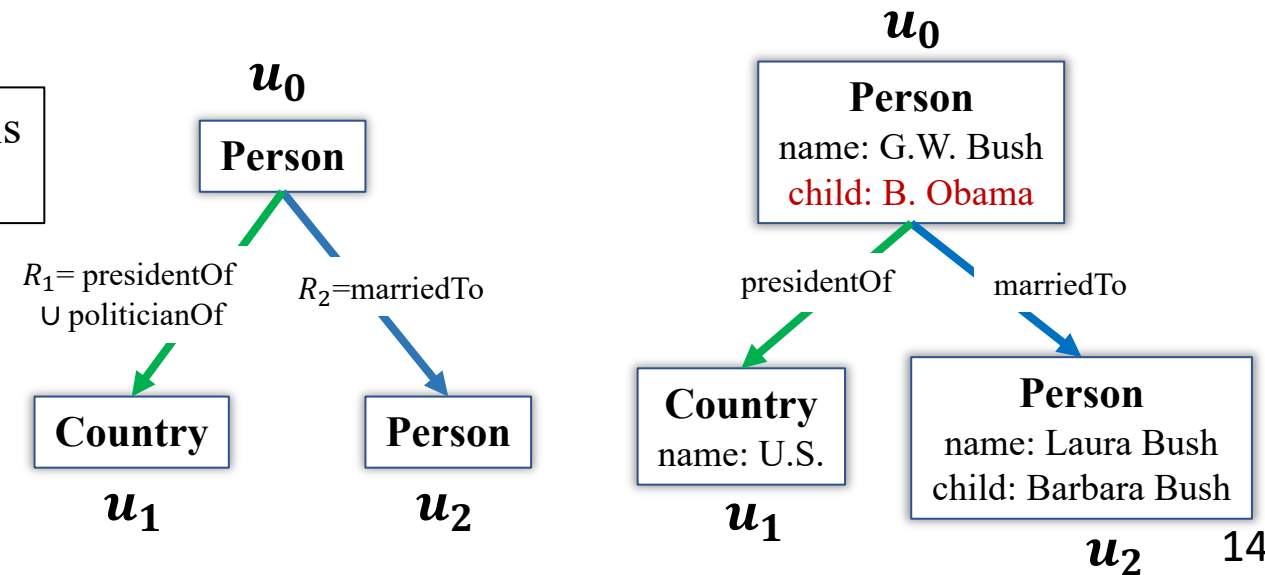 s
u₀
Person
R₁= presidentOf
∪ politicianOf
R₂=marriedTo
Country
Person
u₁
u₂
u₀
Person
name: G.W. Bush
child: B. Obama
presidentOf
marriedTo
Country
name: U.S.
Person
name: Laura Bush
child: Barbara Bush
u₁
u₂
14